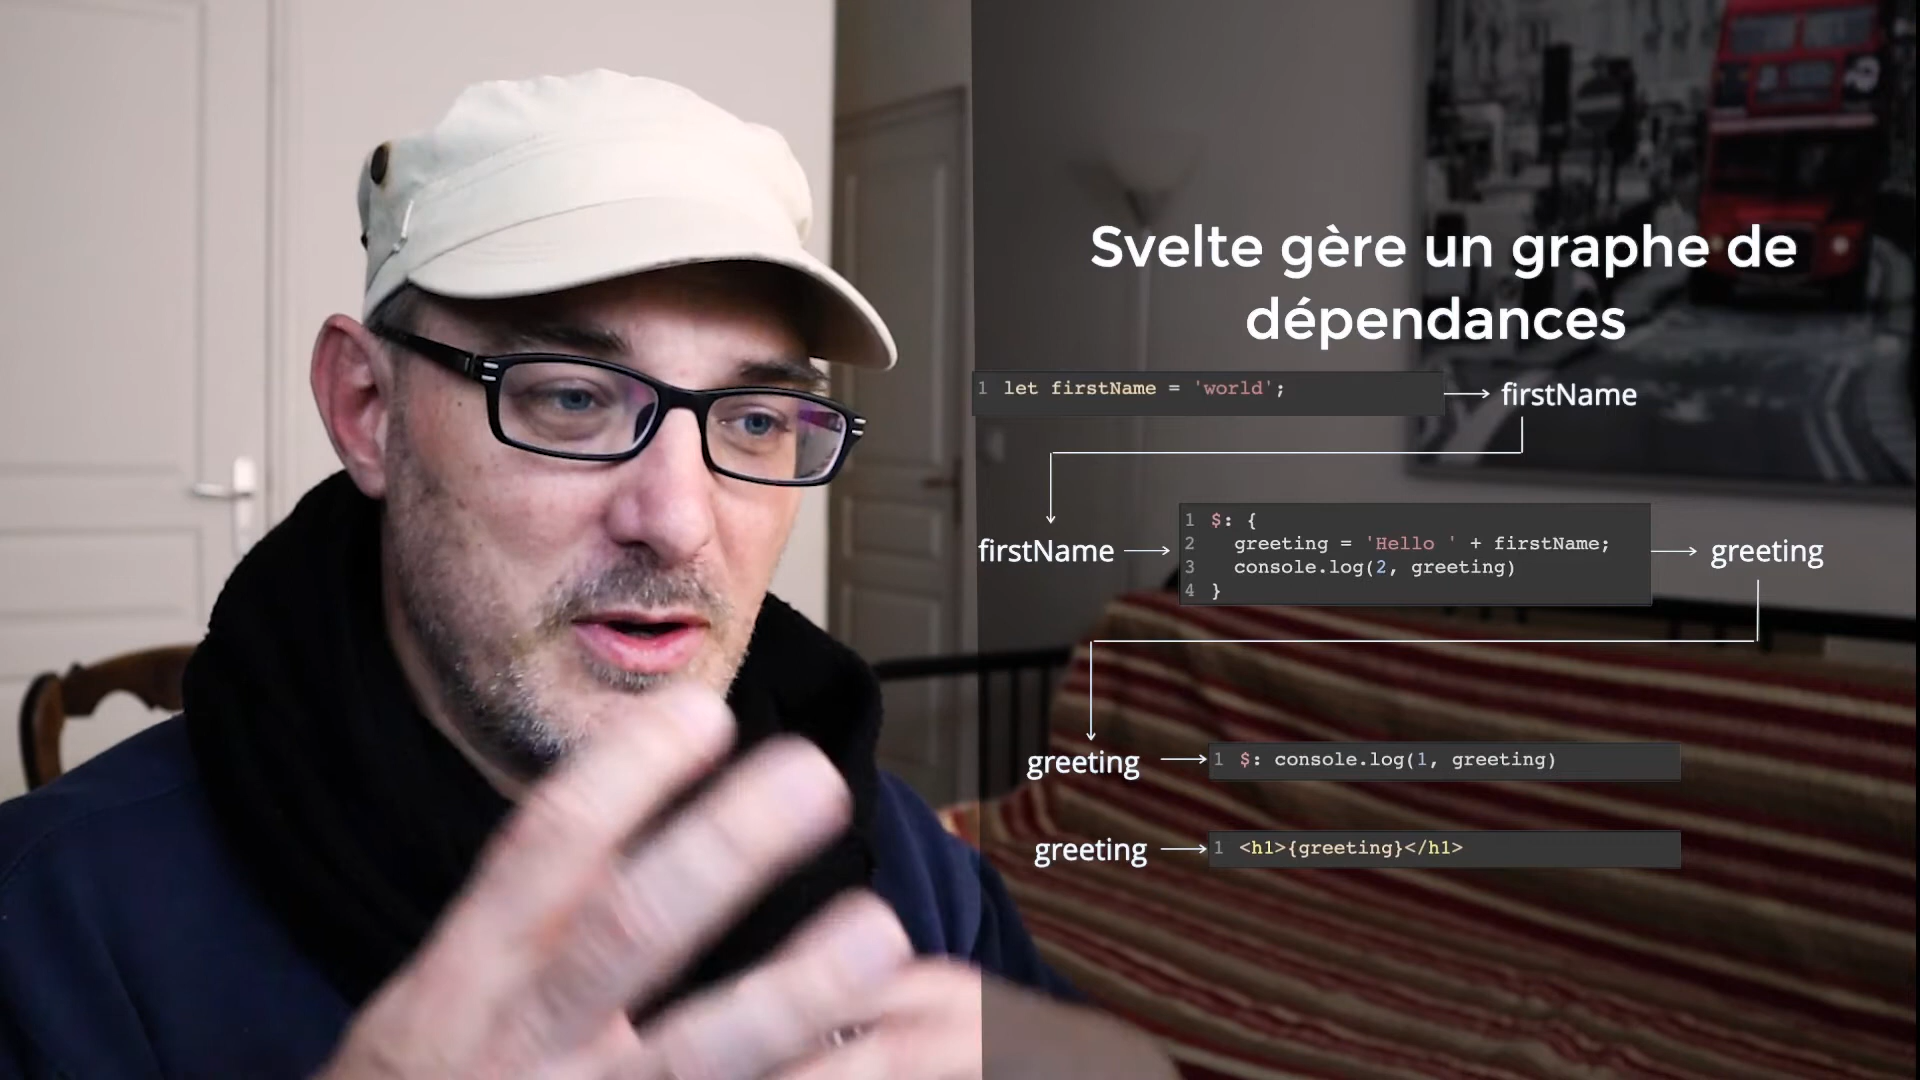 Svelte gère un graphe de
dépendances
1 let firstName = 'world';
firstName
firstName
1 $: {
2 greeting = 'Hello ' + firstName;
3 console.log(2, greeting)
4 }
greeting
greeting
1 $: console.log(1, greeting)
greeting
1 <h1>{greeting}</h1>